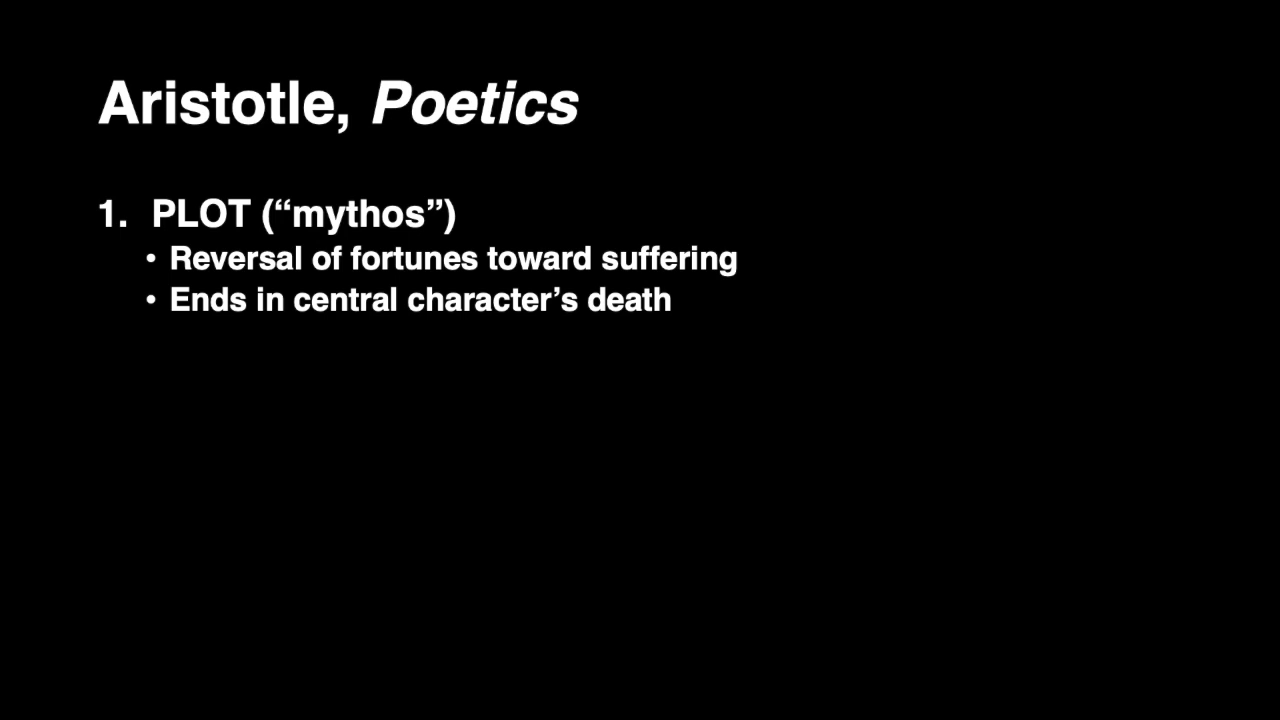 Aristotle, Poetics
1. PLOT (“mythos”)
• Reversal of fortunes toward suffering
• Ends in central character’s death